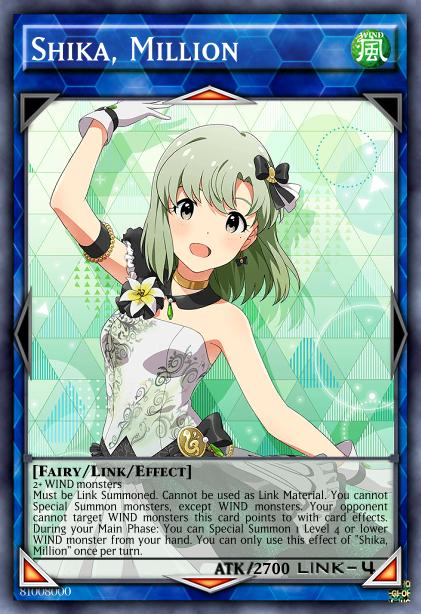 Shika, Million
WIND
風
[Fairy/Link/Effect]
2+ WIND monsters
Must be Link Summoned. Cannot be used as Link Material. You cannot
Special Summon monsters, except WIND monsters. Your opponent
cannot target WIND monsters this card points to with card effects.
During your Main Phase: You can Special Summon 1 Level 4 or lower
WIND monster from your hand. You can only use this effect of "Shika,
Million" once per turn.
ATK/2700 LINK-4
81008000